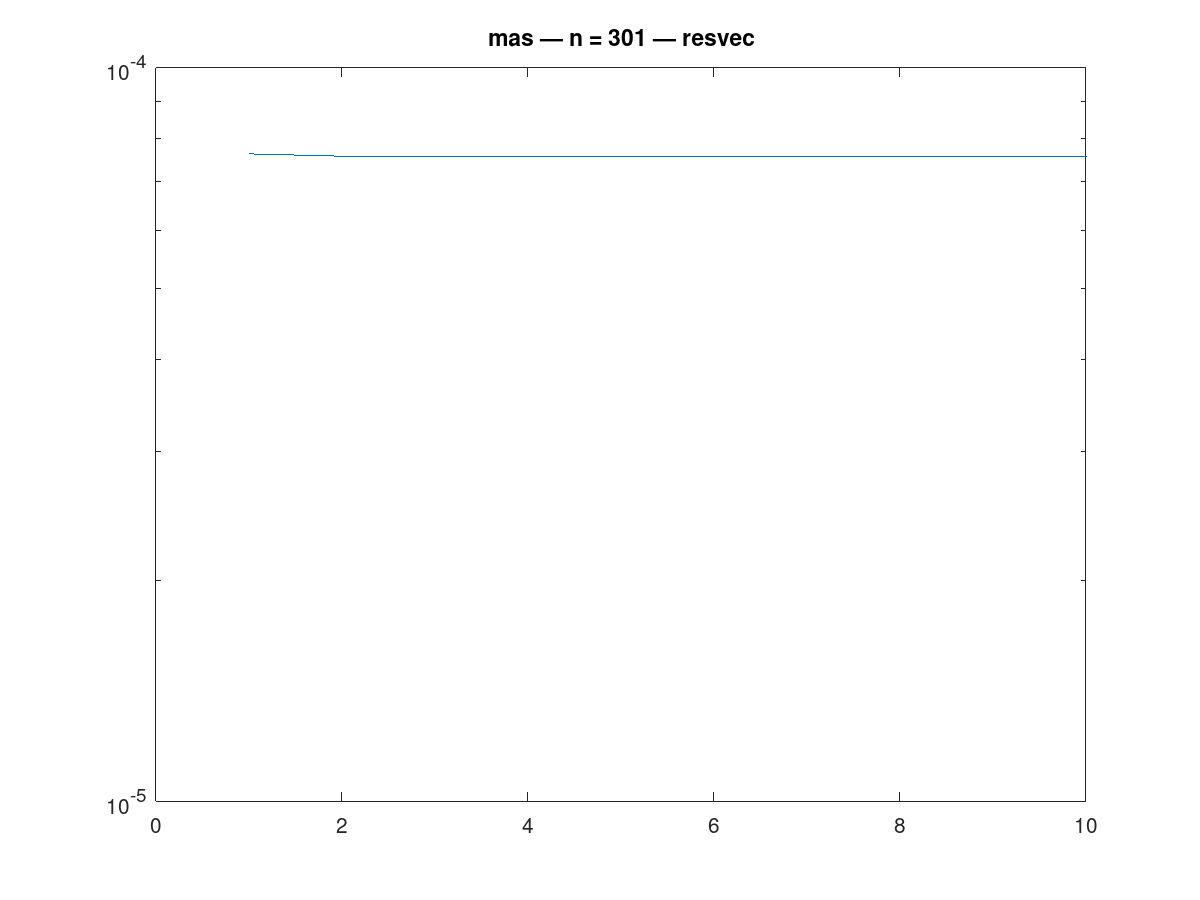 mas — n = 301 — resvec
10^-4
10^-5
0 2 4 6 8 10